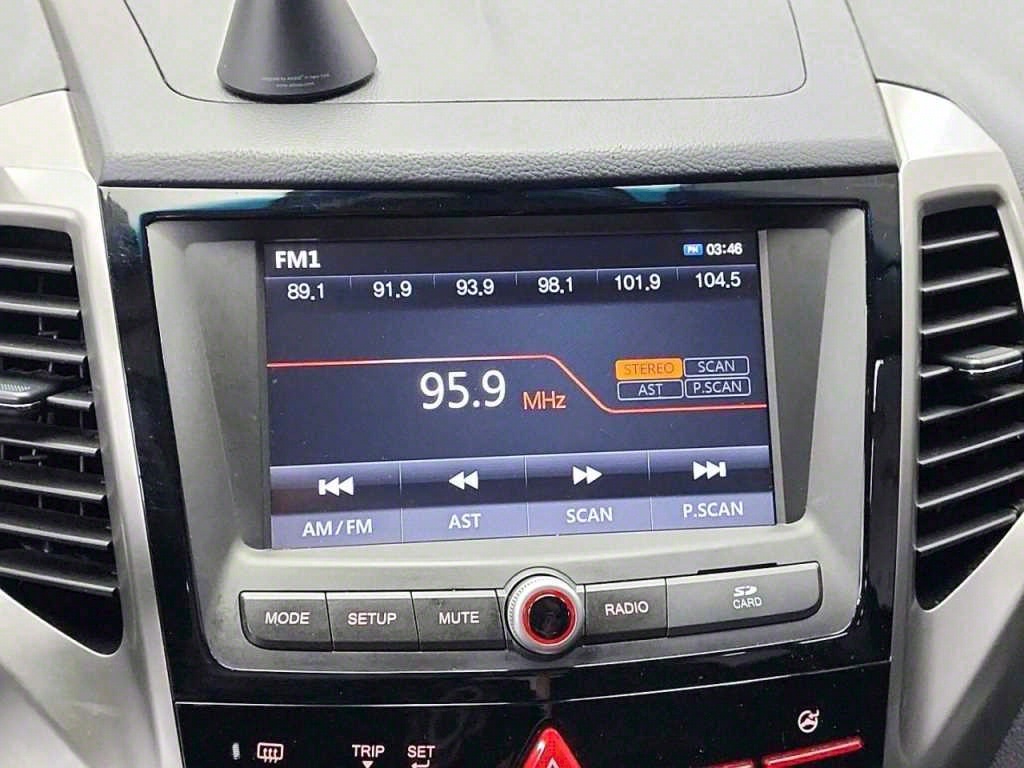 FM1 PM 03:46
89.1 91.9 93.9 98.1 101.9 104.5
95.9 MHz
STEREO SCAN
AST P.SCAN
AM/FM AST SCAN P.SCAN
MODE SETUP MUTE RADIO SD CARD
TRIP SET